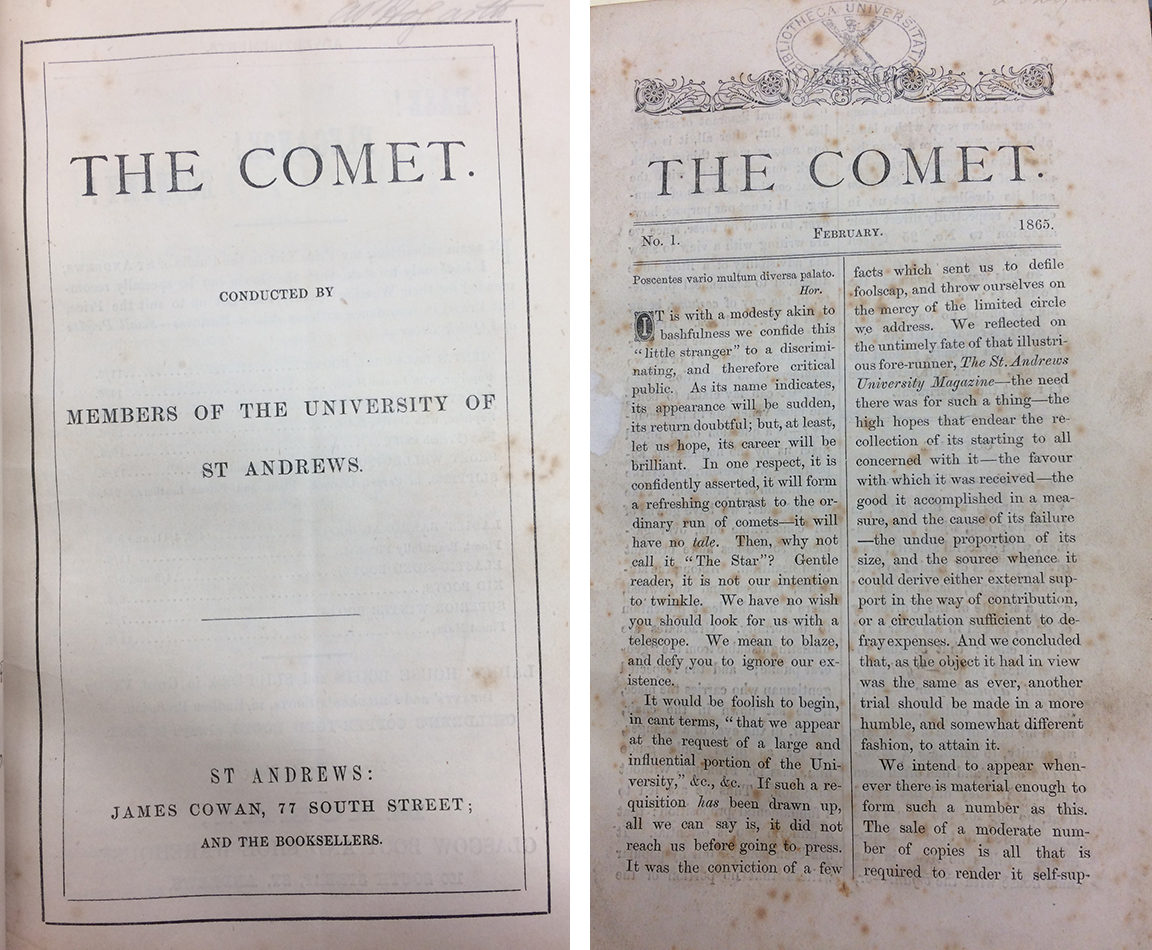 THE COMET.
CONDUCTED BY
MEMBERS OF THE UNIVERSITY OF
ST ANDREWS.
ST ANDREWS:
JAMES COWAN, 77 SOUTH STREET;
AND THE BOOKSELLERS.
BIBLIOTHECA UNIVERSITATIS
THE COMET.
No. 1. FEBRUARY. 1865.
Poscentes vario multum diversa palato.
Hor.
IT is with a modesty akin to
bashfulness we confide this
“little stranger” to a discrimi-
nating, and therefore critical
public. As its name indicates,
its appearance will be sudden,
its return doubtful; but, at least,
let us hope, its career will be
brilliant. In one respect, it is
confidently asserted, it will form
a refreshing contrast to the or-
dinary run of comets—it will
have no tale. Then, why not
call it “The Star”? Gentle
reader, it is not our intention
to twinkle. We have no wish
you should look for us with a
telescope. We mean to blaze,
and defy you to ignore our ex-
istence.
It would be foolish to begin,
in cant terms, “that we appear
at the request of a large and
influential portion of the Uni-
versity,” &c., &c. If such a re-
quisition has been drawn up,
all we can say is, it did not
reach us before going to press.
It was the conviction of a few
facts which sent us to defile
foolscap, and throw ourselves on
the mercy of the limited circle
we address. We reflected on
the untimely fate of that illustri-
ous fore-runner, The St. Andrews
University Magazine—the need
there was for such a thing—the
high hopes that endear the re-
collection of its starting to all
concerned with it—the favour
with which it was received—the
good it accomplished in a mea-
sure, and the cause of its failure
—the undue proportion of its
size, and the source whence it
could derive either external sup-
port in the way of contribution,
or a circulation sufficient to de-
fray expenses. And we concluded
that, as the object it had in view
was the same as ever, another
trial should be made in a more
humble, and somewhat different
fashion, to attain it.
We intend to appear when-
ever there is material enough to
form such a number as this.
The sale of a moderate num-
ber of copies is all that is
required to render it self-sup-